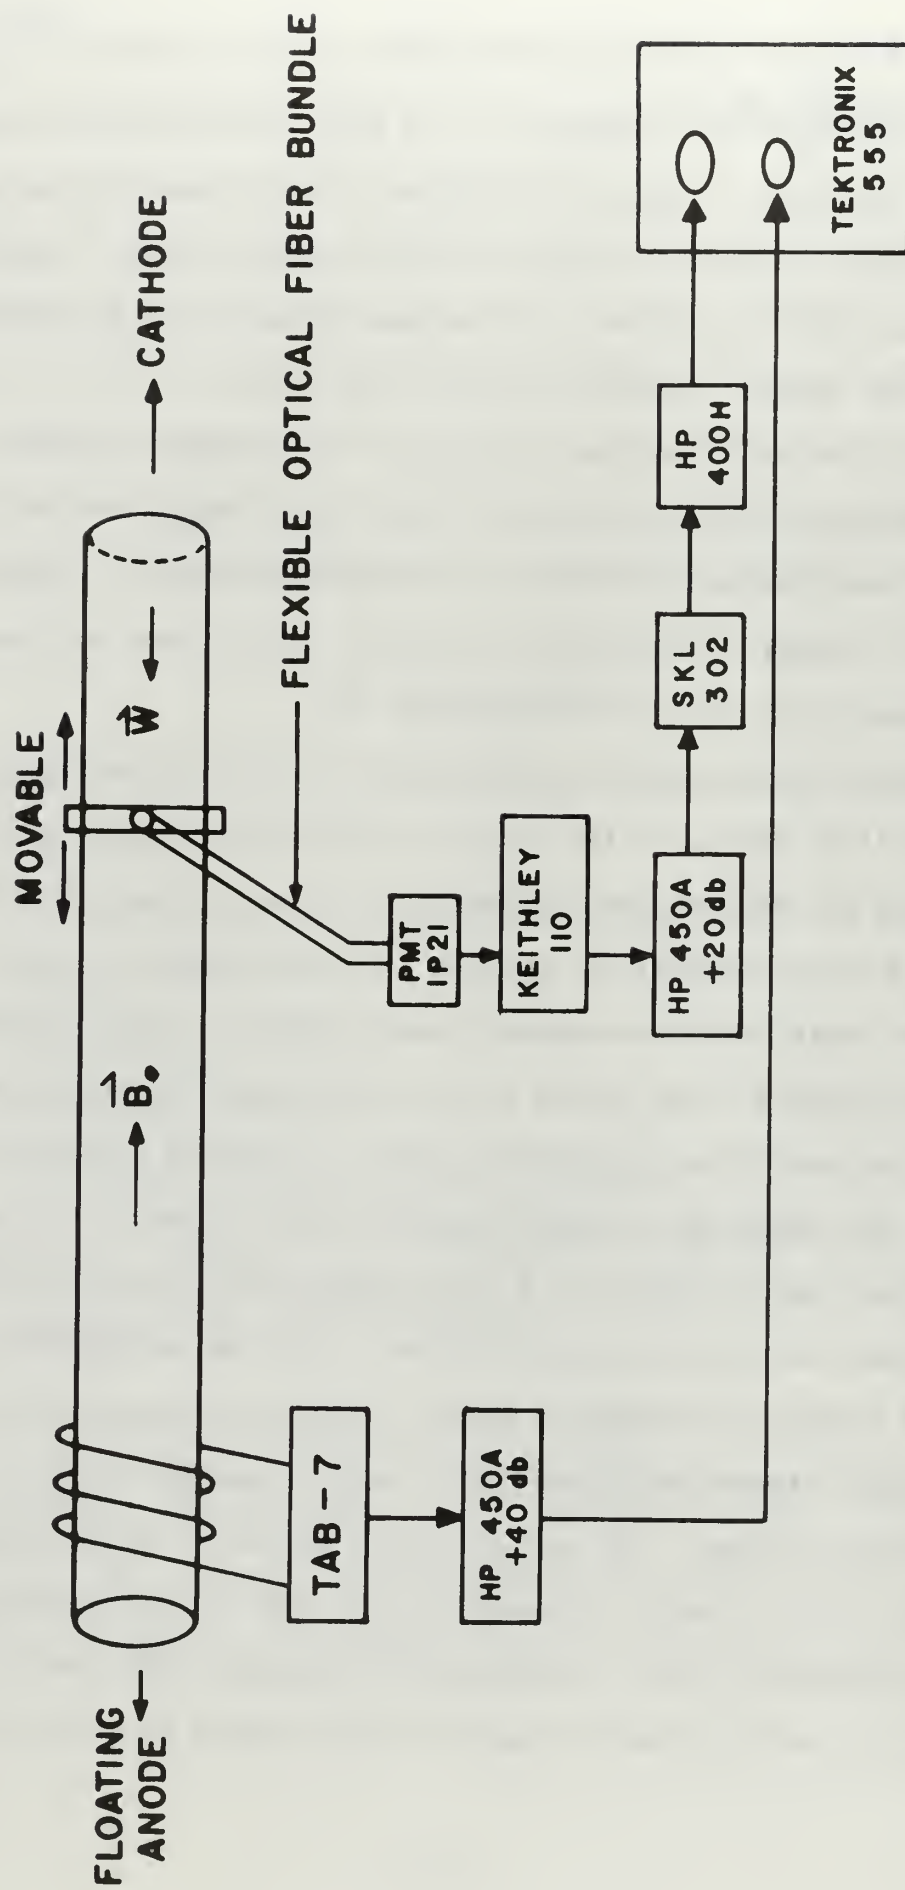 MOVABLE
FLOATING
ANODE
B₀
W
CATHODE
FLEXIBLE OPTICAL FIBER BUNDLE
TAB-7
PMT
1P21
KEITHLEY
110
HP 450A
+40 db
HP 450A
+20db
SKL
302
HP
400H
TEKTRONIX
555